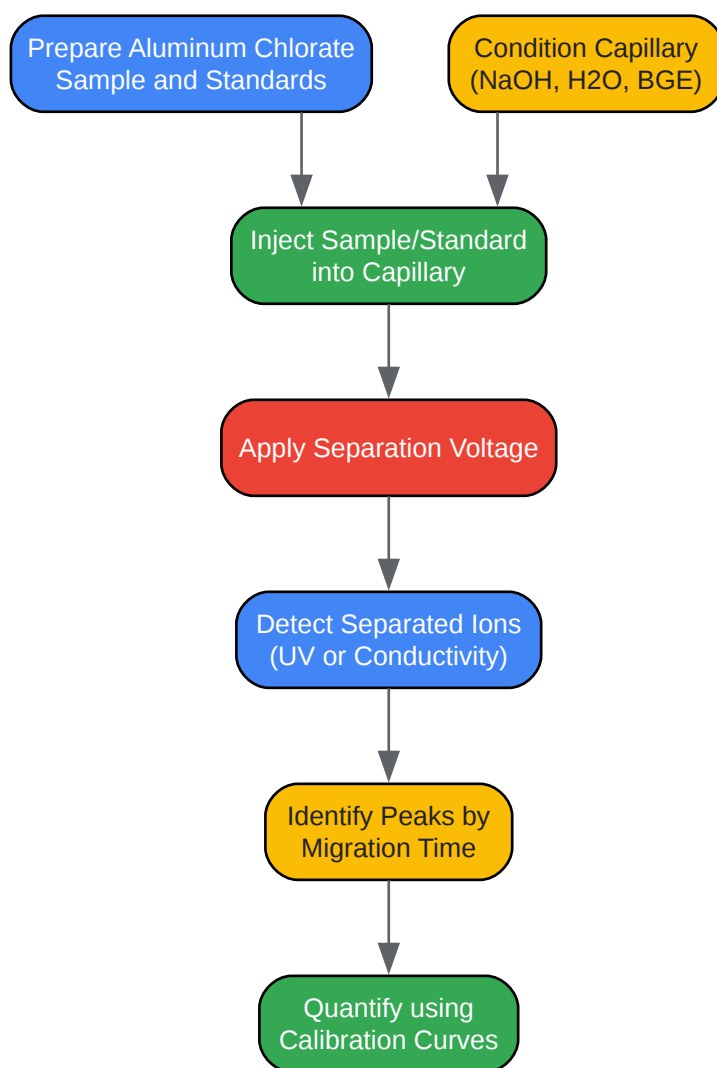 Prepare Aluminum Chlorate
Sample and Standards
Condition Capillary
(NaOH, H2O, BGE)
Inject Sample/Standard
into Capillary
Apply Separation Voltage
Detect Separated Ions
(UV or Conductivity)
Identify Peaks by
Migration Time
Quantify using
Calibration Curves